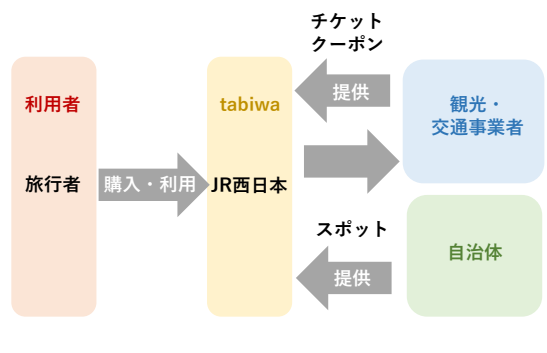 利用者
旅行者
購入・利用
tabiwa
JR西日本
チケット
クーポン
提供
観光・
交通事業者
スポット
提供
自治体